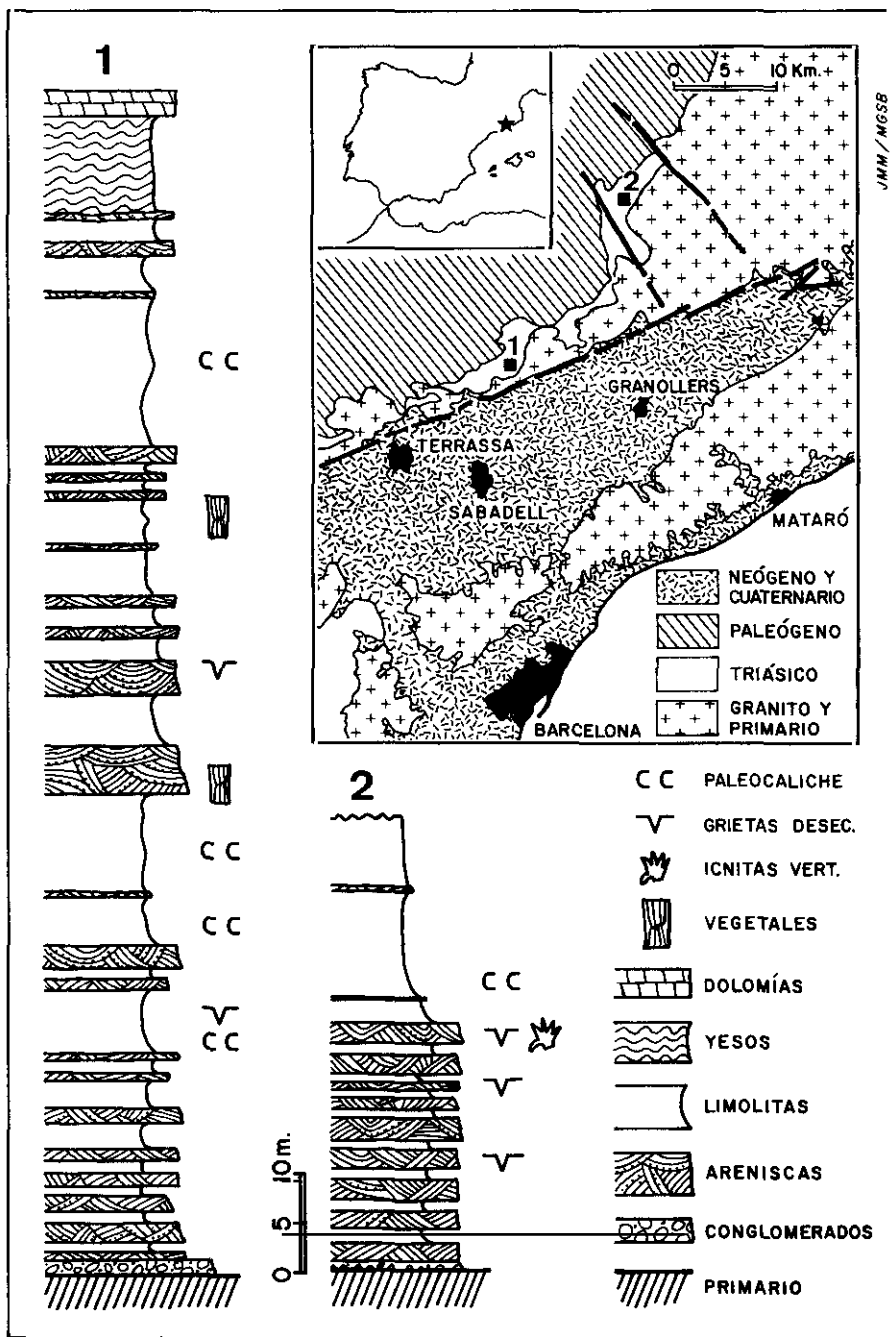 1
0 5 10 Km.
JMM/MGSB
2
1
GRANOLLERS
TERRASSA
SABADELL
MATARÓ
BARCELONA
NEÓGENO Y
CUATERNARIO
PALEÓGENO
TRIÁSICO
GRANITO Y
PRIMARIO
2
C C
C C
C C
C C
C C
10 m.
5
0
C C PALEOCALICHE
GRIETAS DESEC.
ICNITAS VERT.
VEGETALES
DOLOMÍAS
YESOS
LIMOLITAS
ARENISCAS
CONGLOMERADOS
PRIMARIO